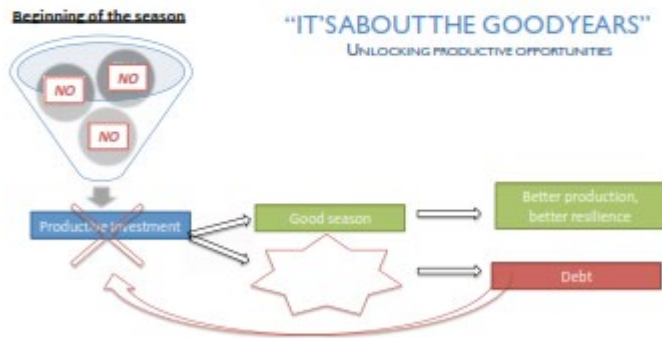 Beginning of the season
"IT'SABOUTTHE GOODYEARS"
UNLOCKING PRODUCTIVE OPPORTUNITIES
NO
NO
NO
Productive Investment
Good season
Better production,
better resilience
Debt